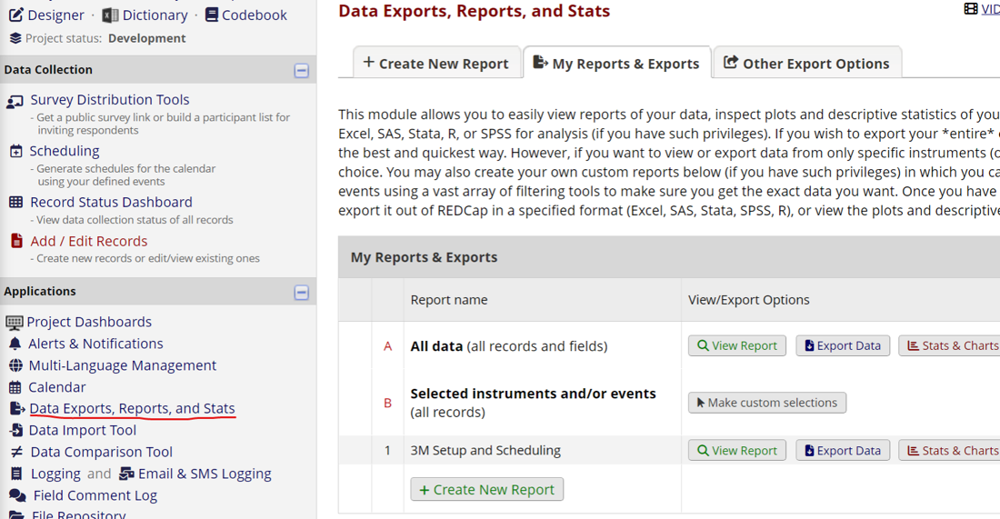 Designer · Dictionary · Codebook
Project status: Development
Data Collection
Survey Distribution Tools
- Get a public survey link or build a participant list for
inviting respondents
Scheduling
- Generate schedules for the calendar
using your defined events
Record Status Dashboard
- View data collection status of all records
Add / Edit Records
- Create new records or edit/view existing ones
Applications
Project Dashboards
Alerts & Notifications
Multi-Language Management
Calendar
Data Exports, Reports, and Stats
Data Import Tool
Data Comparison Tool
Logging and Email & SMS Logging
Field Comment Log
File Repository
Data Exports, Reports, and Stats
VID
+ Create New Report My Reports & Exports Other Export Options
This module allows you to easily view reports of your data, inspect plots and descriptive statistics of you
Excel, SAS, Stata, R, or SPSS for analysis (if you have such privileges). If you wish to export your *entire*
the best and quickest way. However, if you want to view or export data from only specific instruments (o
choice. You may also create your own custom reports below (if you have such privileges) in which you ca
events using a vast array of filtering tools to make sure you get the exact data you want. Once you have
export it out of REDCap in a specified format (Excel, SAS, Stata, SPSS, R), or view the plots and descriptive
My Reports & Exports
Report name View/Export Options
A All data (all records and fields) View Report Export Data Stats & Charts
B Selected instruments and/or events
(all records) Make custom selections
1 3M Setup and Scheduling View Report Export Data Stats & Charts
+ Create New Report